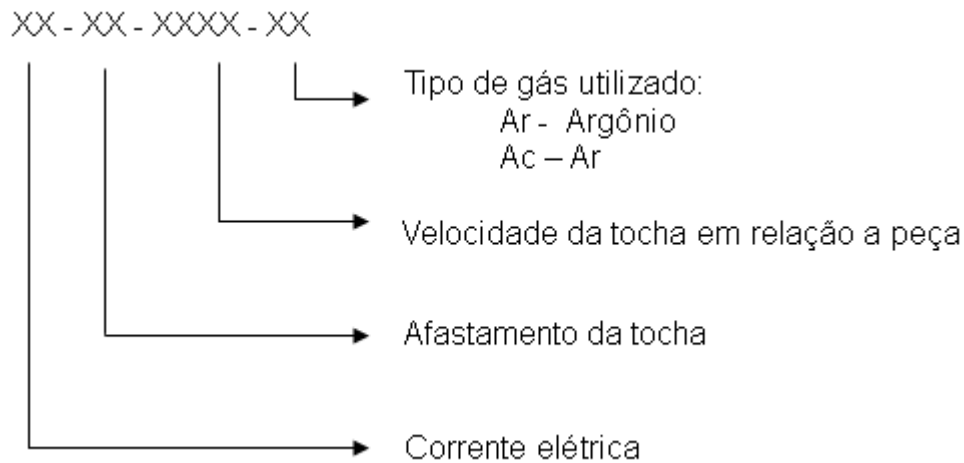 XX - XX - XXXX - XX
Tipo de gás utilizado:
Ar - Argônio
Ac – Ar
Velocidade da tocha em relação a peça
Afastamento da tocha
Corrente elétrica